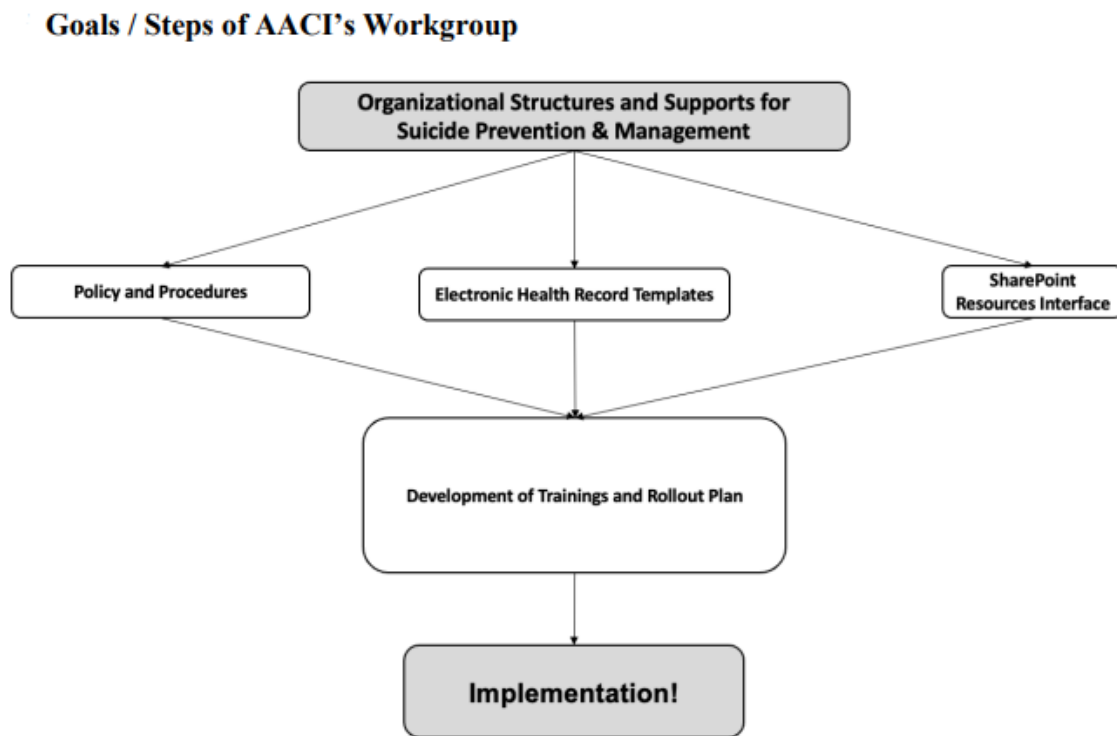 Goals / Steps of AACI's Workgroup
Organizational Structures and Supports for
Suicide Prevention & Management
Policy and Procedures
Electronic Health Record Templates
SharePoint
Resources Interface
Development of Trainings and Rollout Plan
Implementation!